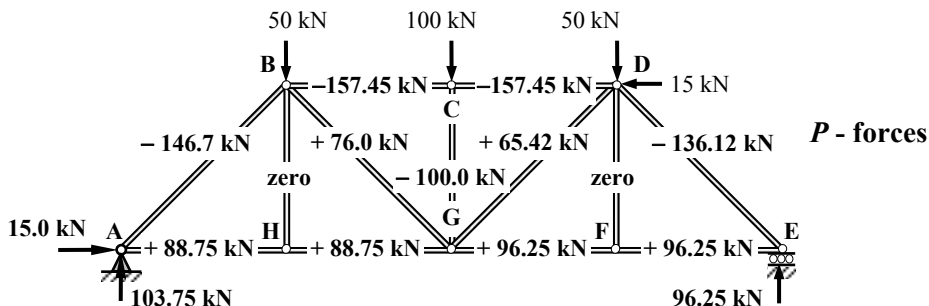 50 kN 100 kN 50 kN
B −157.45 kN −157.45 kN D 15 kN
C
− 146.7 kN + 76.0 kN + 65.42 kN − 136.12 kN P - forces
zero − 100.0 kN zero
15.0 kN A + 88.75 kN H + 88.75 kN G + 96.25 kN F + 96.25 kN E
103.75 kN 96.25 kN